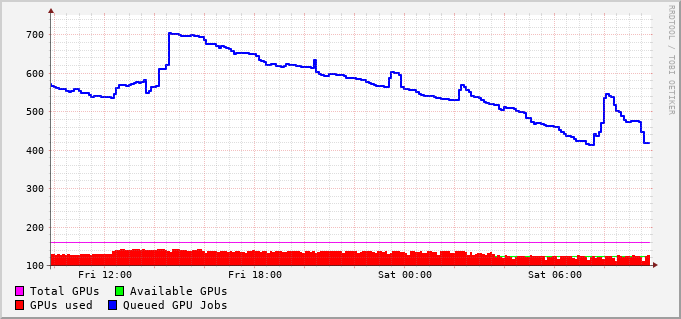 700
600
500
400
300
200
100
Fri 12:00 Fri 18:00 Sat 00:00 Sat 06:00
Total GPUs Available GPUs
GPUs used Queued GPU Jobs
RRDTOOL / TOBI OETIKER